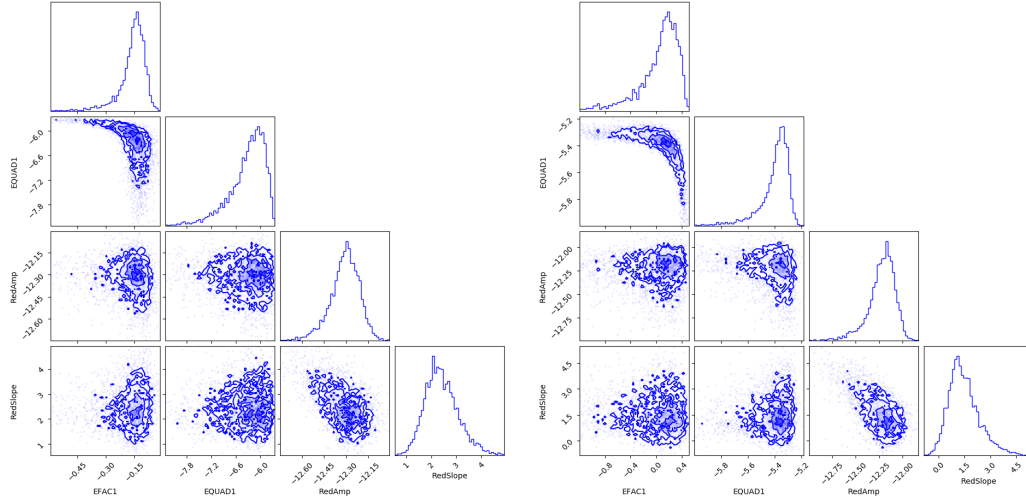 −6.0
−6.6
−7.2
−7.8
EQUAD1
−12.15
−12.30
−12.45
−12.60
RedAmp
4
3
2
1
RedSlope
−0.45 −0.30 −0.15
EFAC1
−7.8 −7.2 −6.6 −6.0
EQUAD1
−12.60 −12.45 −12.30 −12.15
RedAmp
1 2 3 4
RedSlope
−5.2
−5.4
−5.6
−5.8
EQUAD1
−12.00
−12.25
−12.50
−12.75
RedAmp
4.5
3.0
1.5
0.0
RedSlope
−0.8 −0.4 0.0 0.4
EFAC1
−5.8 −5.6 −5.4 −5.2
EQUAD1
−12.75 −12.50 −12.25 −12.00
RedAmp
0.0 1.5 3.0 4.5
RedSlope